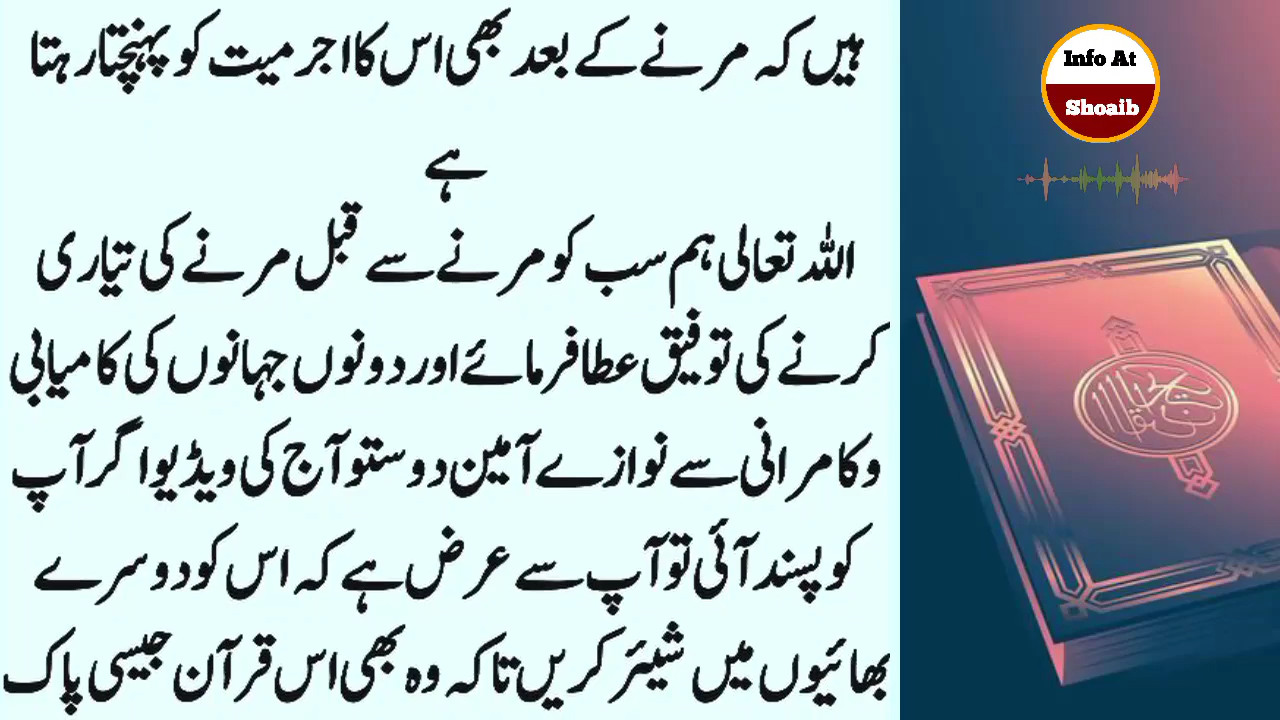 ہیں کہ مرنے کے بعد بھی اس کا اجر میت کو پہنچتا رہتا
ہے
اللہ تعالی ہم سب کو مرنے سے قبل مرنے کی تیاری
کرنے کی توفیق عطا فرمائے اور دونوں جہانوں کی کامیابی
و کامرانی سے نوازے آمین دوستو آج کی ویڈیو اگر آپ
کو پسند آئی تو آپ سے عرض ہے کہ اس کو دوسرے
بھائیوں میں شیئر کریں تاکہ وہ بھی اس قرآن جیسی پاک
Info At
Shoaib